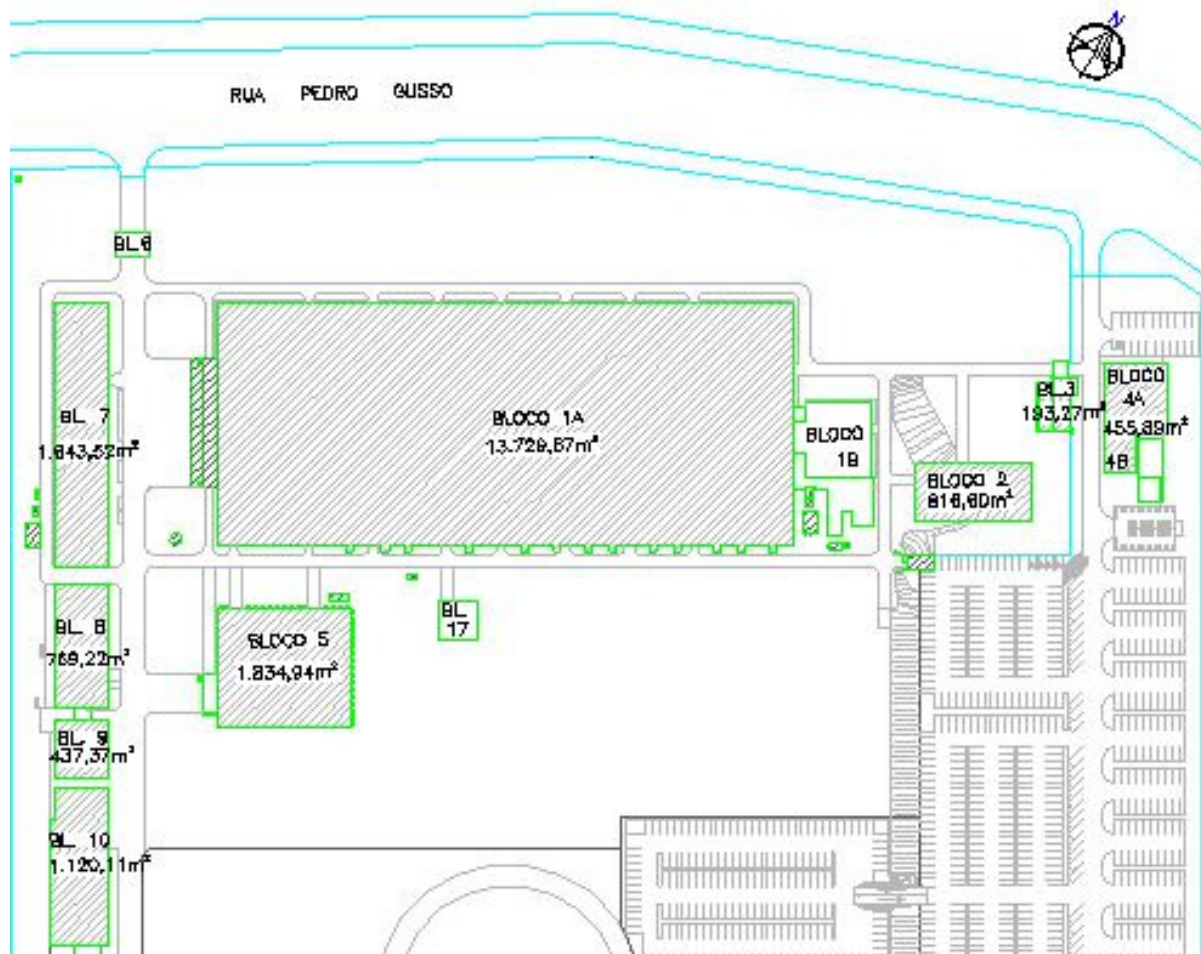 N
RUA PEDRO GUSSO
BL.6
BL 7
1.643,52m²
BLOCO 1A
13.729,67m²
BLOCO
1B
BL.3
193,27m²
BLOCO
4A
455,89m²
4B
BLOCO 2
816,60m²
BL 8
769,22m²
BLOCO 5
1.834,94m²
BL
17
BL 9
437,37m²
BL 10
1.120,11m²